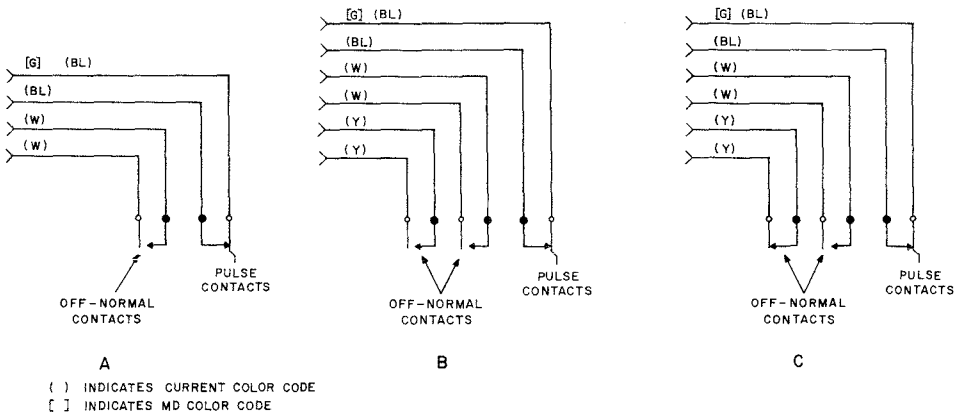 [G] (BL)
(BL)
(W)
(W)
OFF-NORMAL
CONTACTS
PULSE
CONTACTS
A
[G] (BL)
(BL)
(W)
(W)
(Y)
(Y)
OFF-NORMAL
CONTACTS
PULSE
CONTACTS
B
[G] (BL)
(BL)
(W)
(W)
(Y)
(Y)
OFF-NORMAL
CONTACTS
PULSE
CONTACTS
C
( ) INDICATES CURRENT COLOR CODE
[ ] INDICATES MD COLOR CODE